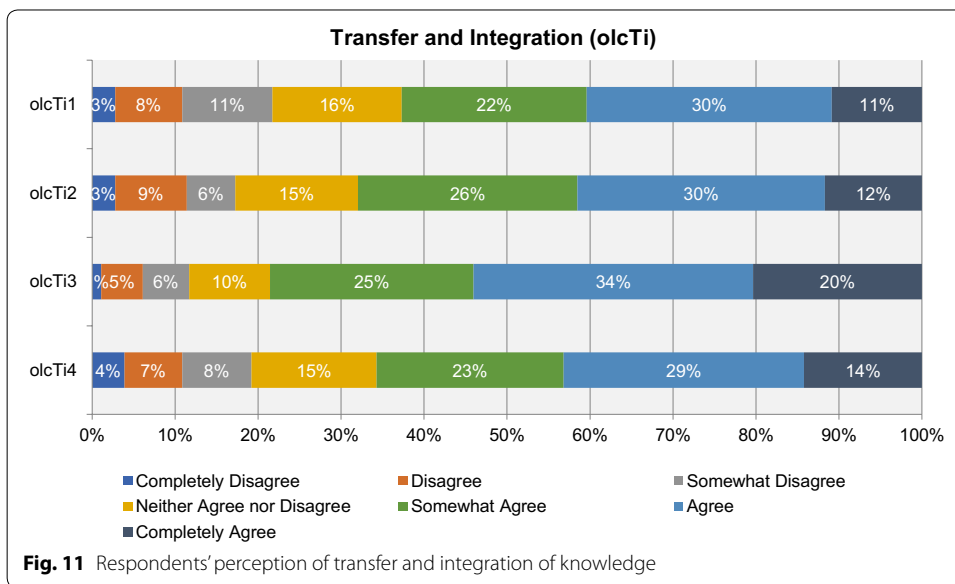 Transfer and Integration (olcTi)
olcTi1 3% 8% 11% 16% 22% 30% 11%
olcTi2 3% 9% 6% 15% 26% 30% 12%
olcTi3 % 5% 6% 10% 25% 34% 20%
olcTi4 4% 7% 8% 15% 23% 29% 14%
0% 10% 20% 30% 40% 50% 60% 70% 80% 90% 100%
Completely Disagree Disagree Somewhat Disagree
Neither Agree nor Disagree Somewhat Agree Agree
Completely Agree
Fig. 11 Respondents' perception of transfer and integration of knowledge